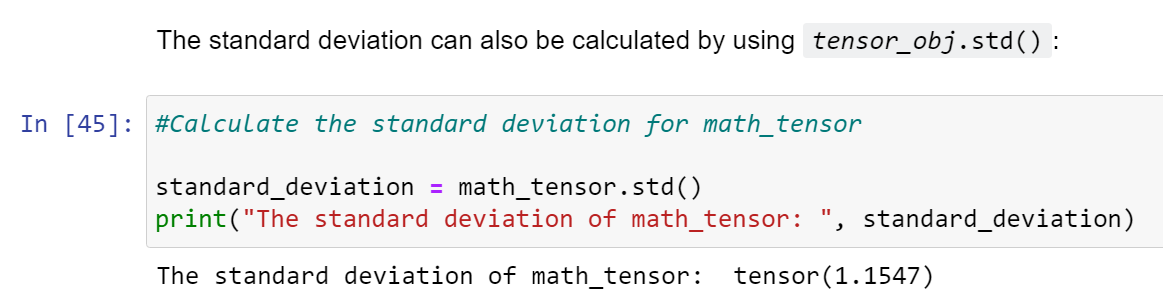 The standard deviation can also be calculated by using tensor_obj.std() :
In [45]: #Calculate the standard deviation for math_tensor
standard_deviation = math_tensor.std()
print("The standard deviation of math_tensor: ", standard_deviation)
The standard deviation of math_tensor:  tensor(1.1547)